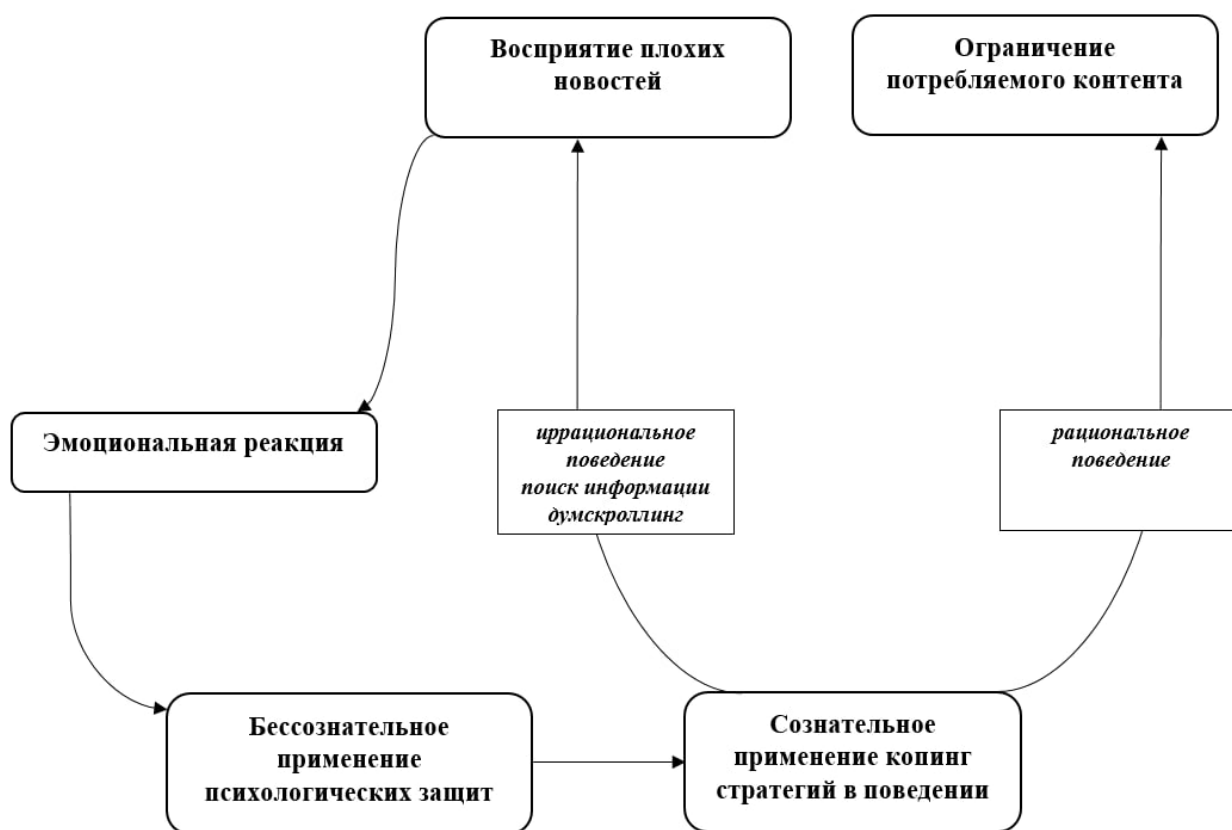 Восприятие плохих
новостей
Ограничение
потребляемого контента
Эмоциональная реакция
иррациональное
поведение
поиск информации
думскроллинг
рациональное
поведение
Бессознательное
применение
психологических защит
Сознательное
применение копинг
стратегий в поведении